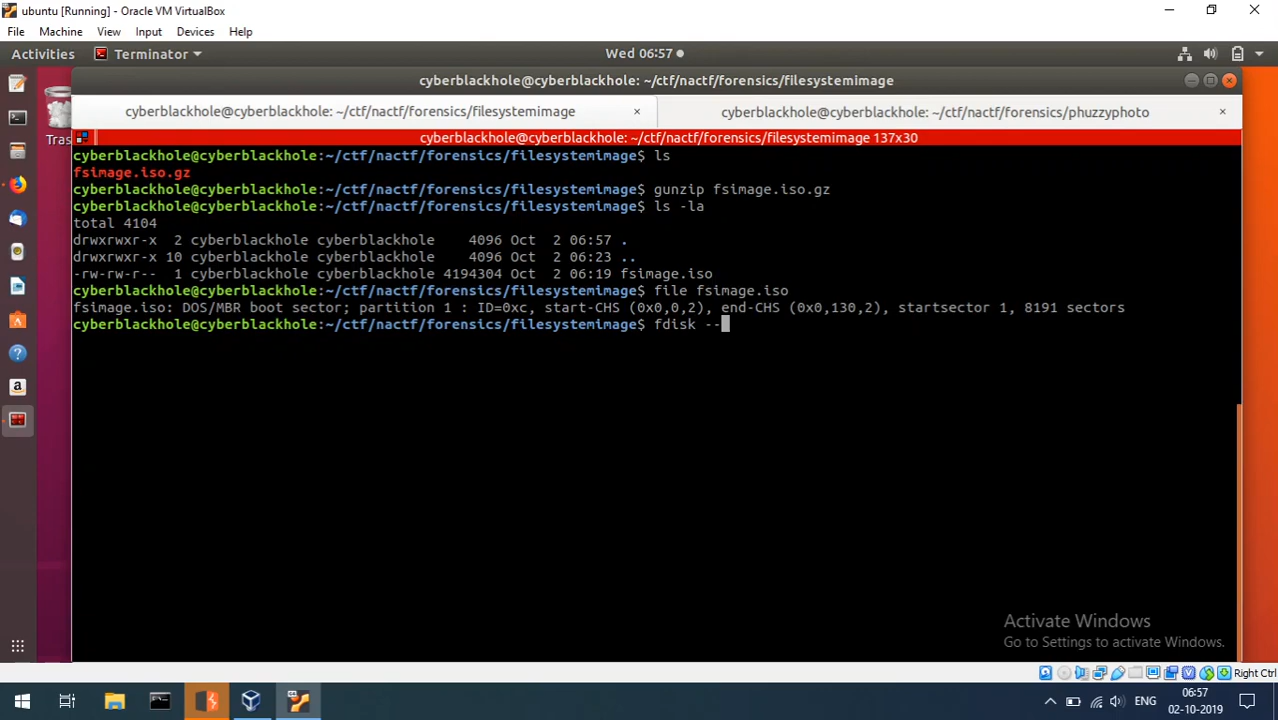 ubuntu [Running] - Oracle VM VirtualBox
File Machine View Input Devices Help
Activities Terminator Wed 06:57
cyberblackhole@cyberblackhole: ~/ctf/nactf/forensics/filesystemimage
cyberblackhole@cyberblackhole: ~/ctf/nactf/forensics/filesystemimage × cyberblackhole@cyberblackhole: ~/ctf/nactf/forensics/phuzzyphoto ×
Tras
cyberblackhole@cyberblackhole: ~/ctf/nactf/forensics/filesystemimage 137x30
cyberblackhole@cyberblackhole:~/ctf/nactf/forensics/filesystemimage$ ls
fsimage.iso.gz
cyberblackhole@cyberblackhole:~/ctf/nactf/forensics/filesystemimage$ gunzip fsimage.iso.gz
cyberblackhole@cyberblackhole:~/ctf/nactf/forensics/filesystemimage$ ls -la
total 4104
drwxrwxr-x  2 cyberblackhole cyberblackhole    4096 Oct  2 06:57 .
drwxrwxr-x 10 cyberblackhole cyberblackhole    4096 Oct  2 06:23 ..
-rw-rw-r--  1 cyberblackhole cyberblackhole 4194304 Oct  2 06:19 fsimage.iso
cyberblackhole@cyberblackhole:~/ctf/nactf/forensics/filesystemimage$ file fsimage.iso
fsimage.iso: DOS/MBR boot sector; partition 1 : ID=0xc, start-CHS (0x0,0,2), end-CHS (0x0,130,2), startsector 1, 8191 sectors
cyberblackhole@cyberblackhole:~/ctf/nactf/forensics/filesystemimage$ fdisk --
Activate Windows
Go to Settings to activate Windows.
Right Ctrl
ENG
06:57
02-10-2019